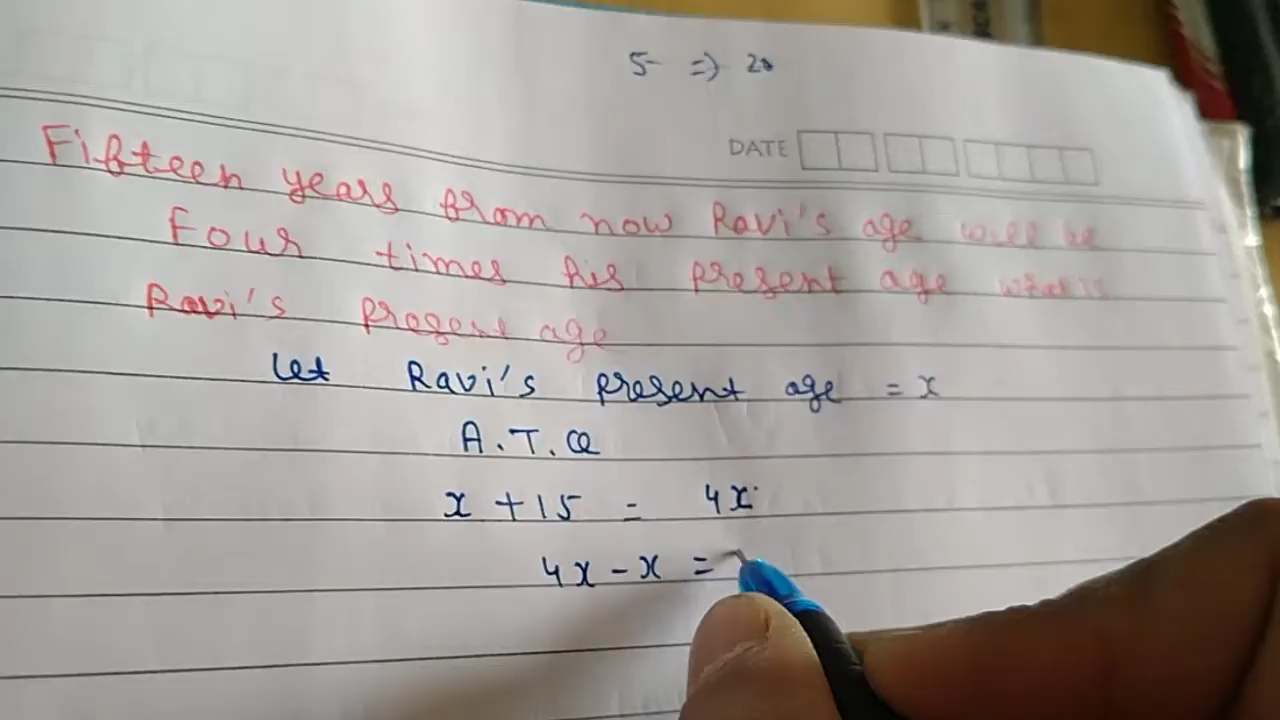 5 => 20
DATE
Fifteen years from now Ravi's age will be
Four times his present age what is
Ravi's present age
Let Ravi's present age = x
A.T.Q
x + 15 = 4x
4x - x =